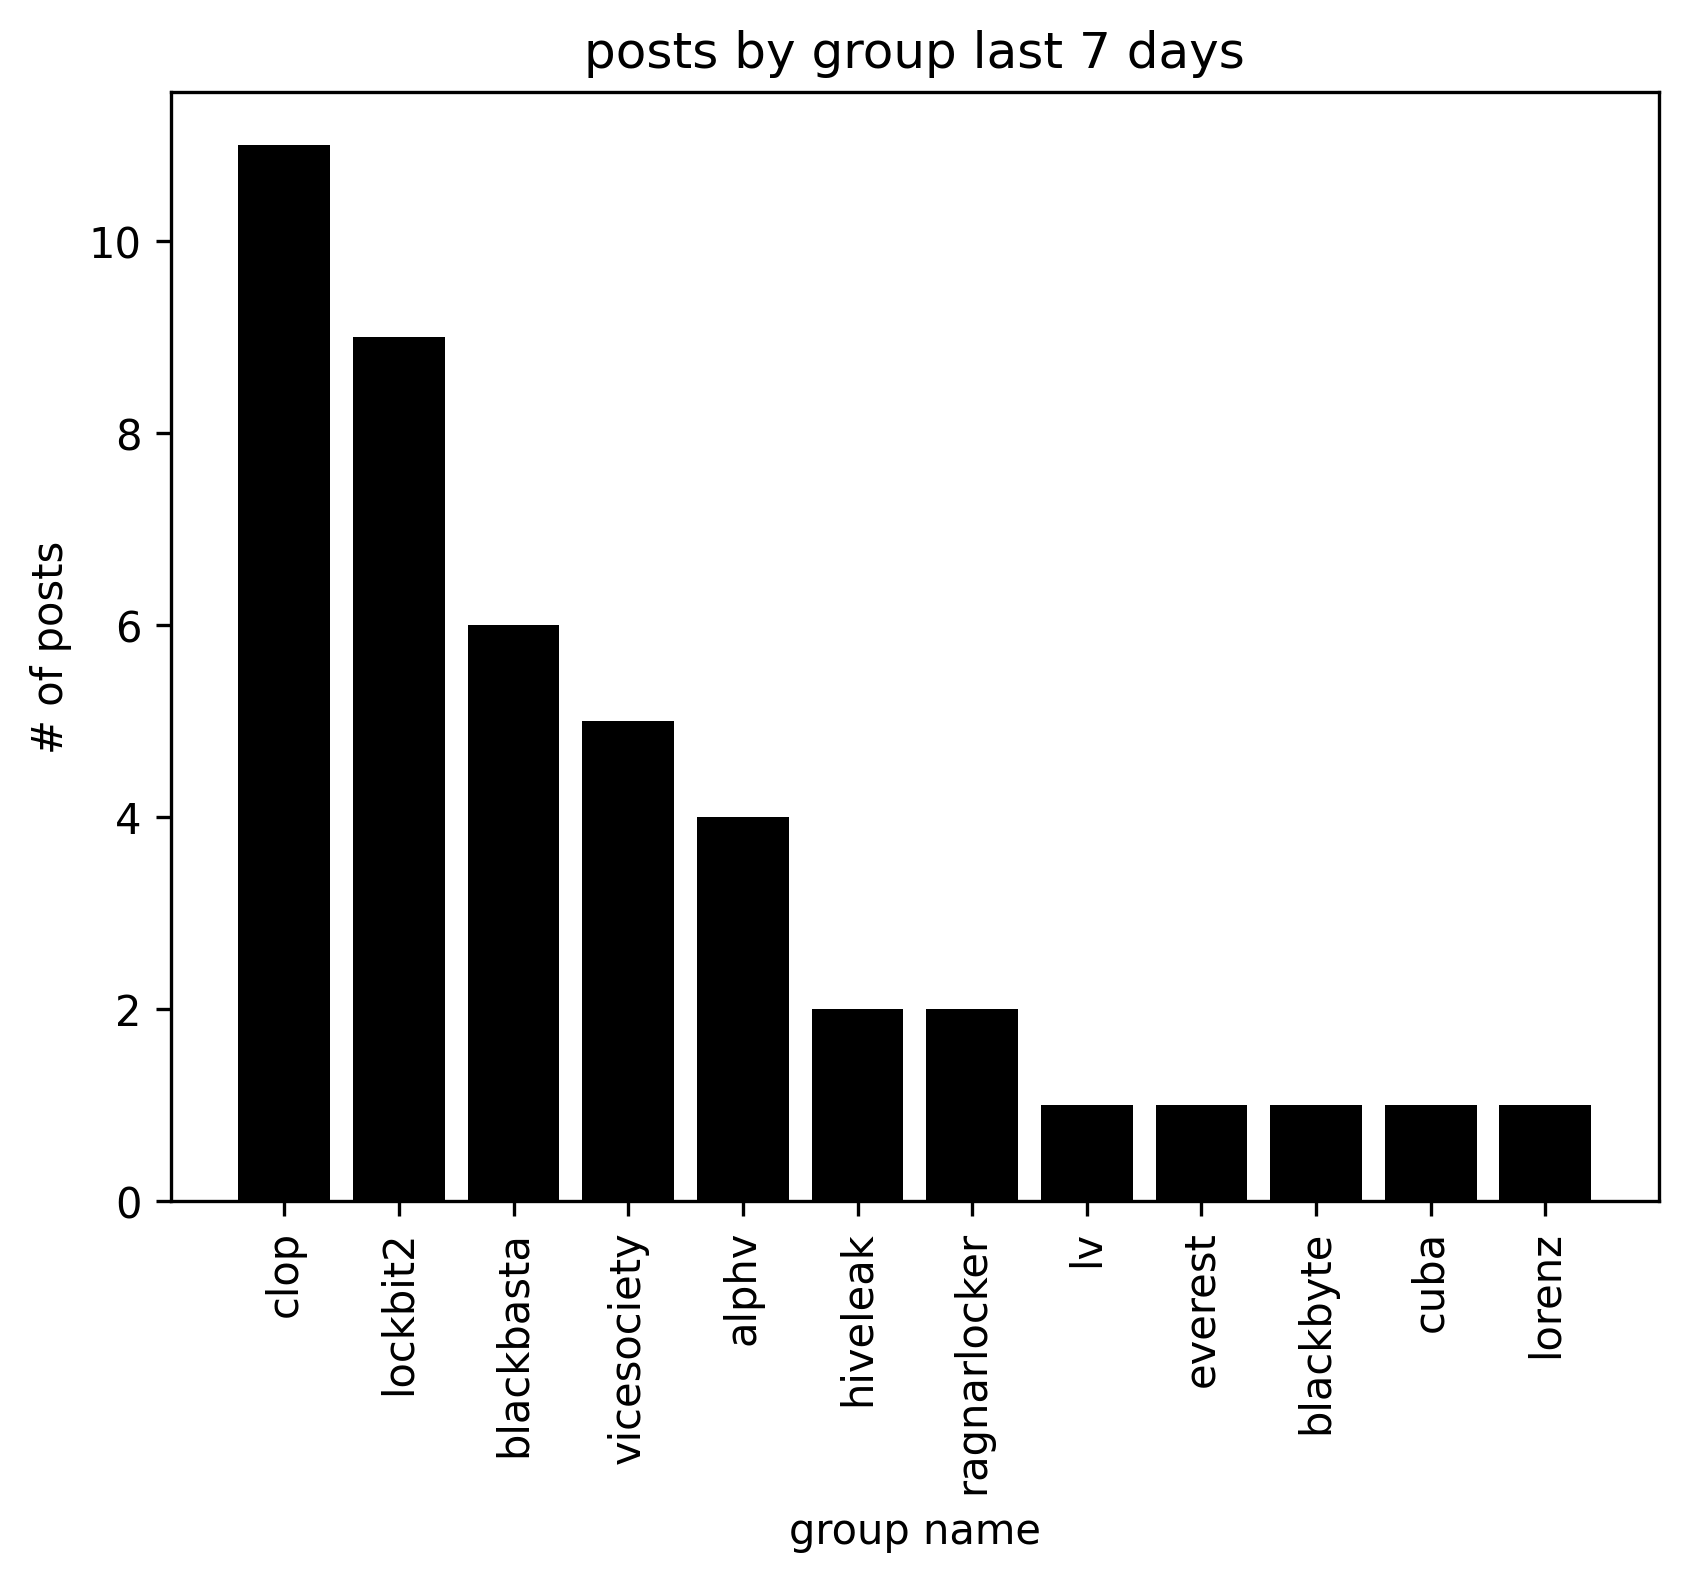 posts by group last 7 days
# of posts
10
8
6
4
2
0
clop
lockbit2
blackbasta
vicesociety
alphv
hiveleak
ragnarlocker
lv
everest
blackbyte
cuba
lorenz
group name